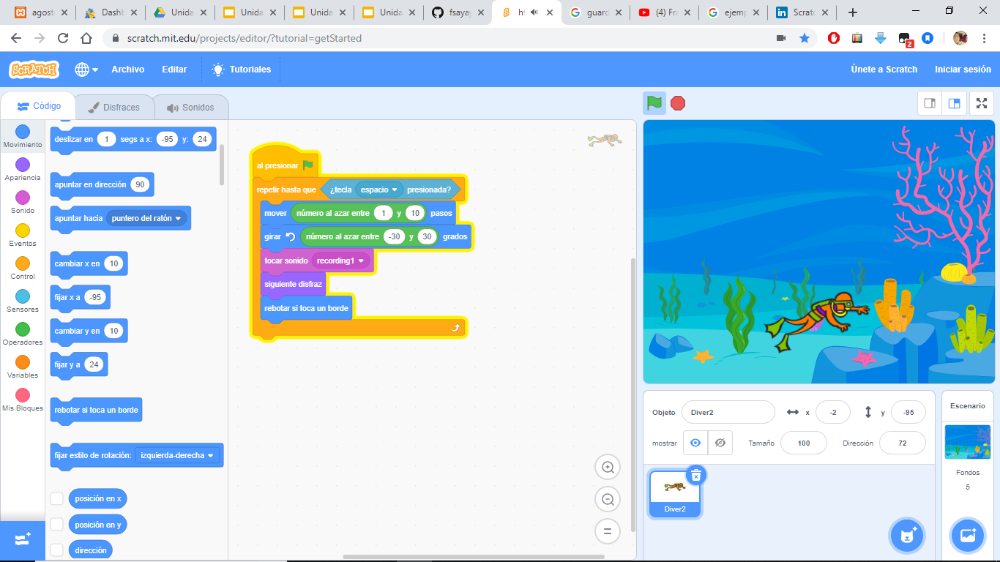 agost
Dashb
Unida
Unida
Unida
Unida
fsayay
ht
guard
(4) Fra
ejemp
Scratc
scratch.mit.edu/projects/editor/?tutorial=getStarted
2
SCRATCH
Archivo
Editar
Tutoriales
Únete a Scratch
Iniciar sesión
Código
Disfraces
Sonidos
Movimiento
Apariencia
Sonido
Eventos
Control
Sensores
Operadores
Variables
Mis Bloques
deslizar en 1 segs a x: -95 y: 24
apuntar en dirección 90
apuntar hacia puntero del ratón
cambiar x en 10
fijar x a -95
cambiar y en 10
fijar y a 24
rebotar si toca un borde
fijar estilo de rotación: izquierda-derecha
posición en x
posición en y
dirección
al presionar
repetir hasta que ¿tecla espacio presionada?
mover número al azar entre 1 y 10 pasos
girar número al azar entre -30 y 30 grados
tocar sonido recording1
siguiente disfraz
rebotar si toca un borde
Objeto Diver2 x -2 y -95
mostrar Tamaño 100 Dirección 72
Diver2
Escenario
Fondos
5